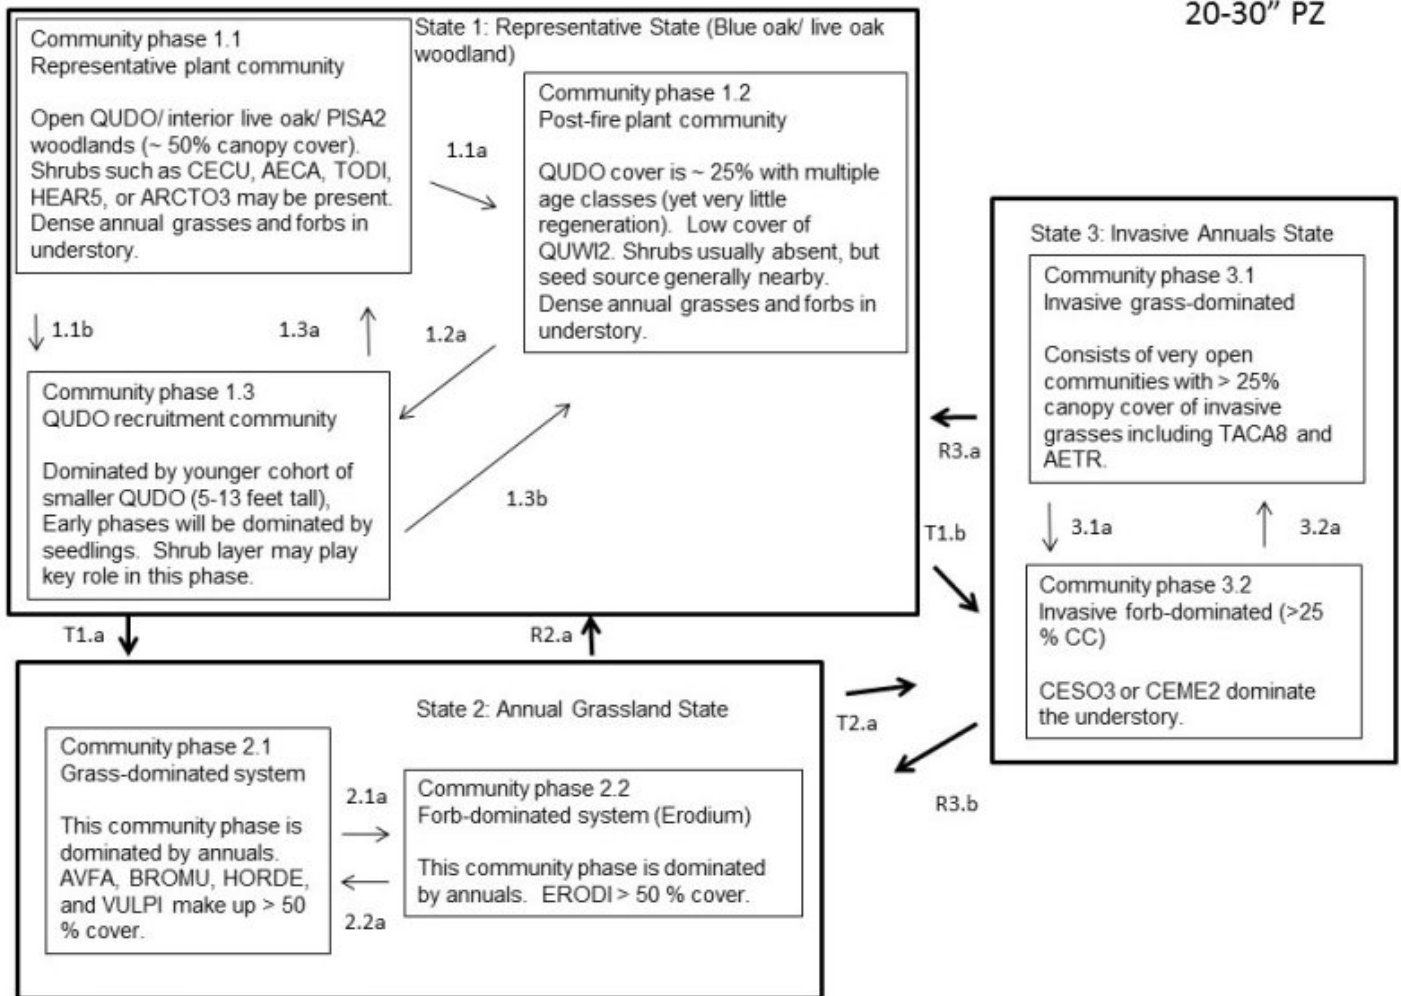 20-30” PZ
State 1: Representative State (Blue oak/ live oak
woodland)
Community phase 1.1
Representative plant community
Open QUDO/ interior live oak/ PISA2
woodlands (~ 50% canopy cover).
Shrubs such as CECU, AECA, TODI,
HEAR5, or ARCTO3 may be present.
Dense annual grasses and forbs in
understory.
1.1a
Community phase 1.2
Post-fire plant community
QUDO cover is ~ 25% with multiple
age classes (yet very little
regeneration). Low cover of
QUWI2. Shrubs usually absent, but
seed source generally nearby.
Dense annual grasses and forbs in
understory.
1.1b
1.3a
1.2a
Community phase 1.3
QUDO recruitment community
Dominated by younger cohort of
smaller QUDO (5-13 feet tall),
Early phases will be dominated by
seedlings. Shrub layer may play
key role in this phase.
1.3b
State 3: Invasive Annuals State
Community phase 3.1
Invasive grass-dominated
Consists of very open
communities with > 25%
canopy cover of invasive
grasses including TACA8 and
AETR.
R3.a
T1.b
3.1a
3.2a
Community phase 3.2
Invasive forb-dominated (>25
% CC)
CESO3 or CEME2 dominate
the understory.
T1.a
R2.a
State 2: Annual Grassland State
Community phase 2.1
Grass-dominated system
This community phase is
dominated by annuals.
AVFA, BROMU, HORDE,
and VULPI make up > 50
% cover.
2.1a
2.2a
Community phase 2.2
Forb-dominated system (Erodium)
This community phase is dominated
by annuals. ERODI > 50 % cover.
T2.a
R3.b